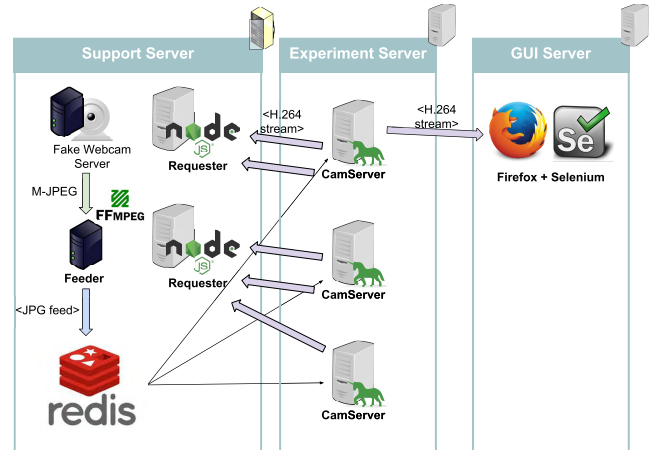 Support Server
Experiment Server
GUI Server
Fake Webcam
Server
M-JPEG
FFMPEG
Feeder
<JPG feed>
redis
node
JS
Requester
node
JS
Requester
<H.264
stream>
CamServer
CamServer
CamServer
<H.264
stream>
Se
Firefox + Selenium